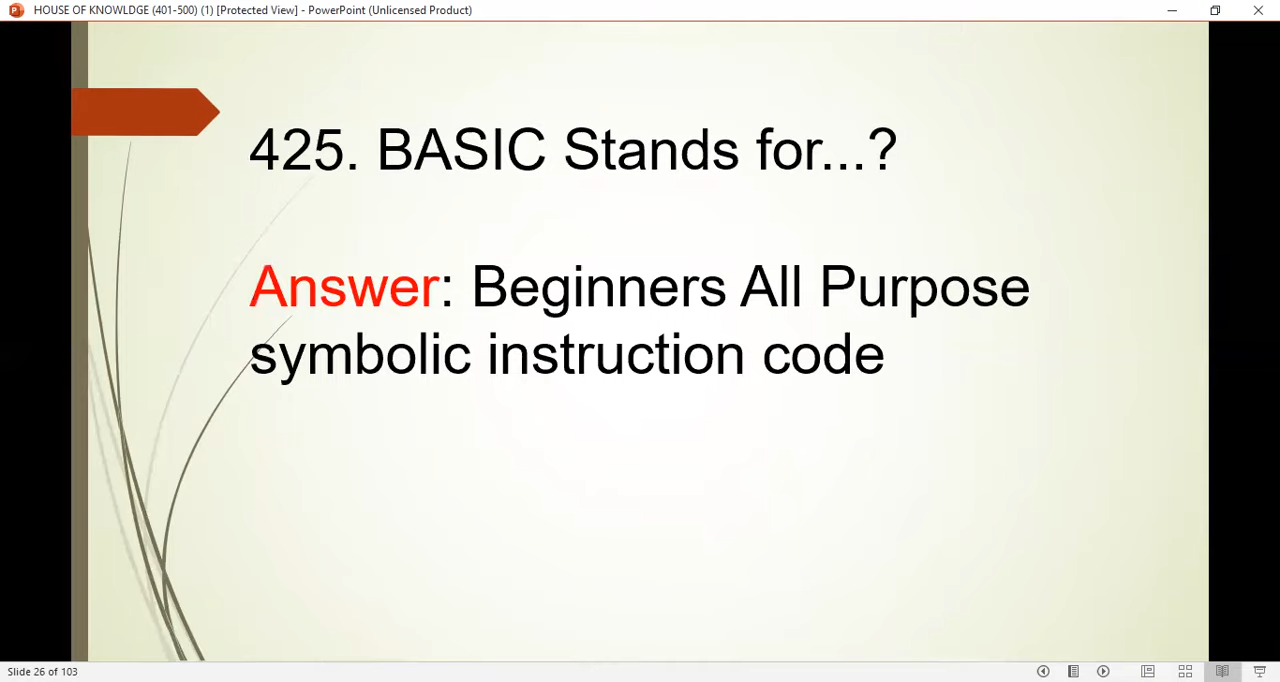 HOUSE OF KNOWLDGE (401-500) (1) [Protected View] - PowerPoint (Unlicensed Product)
425. BASIC Stands for...?
Answer: Beginners All Purpose
symbolic instruction code
Slide 26 of 103